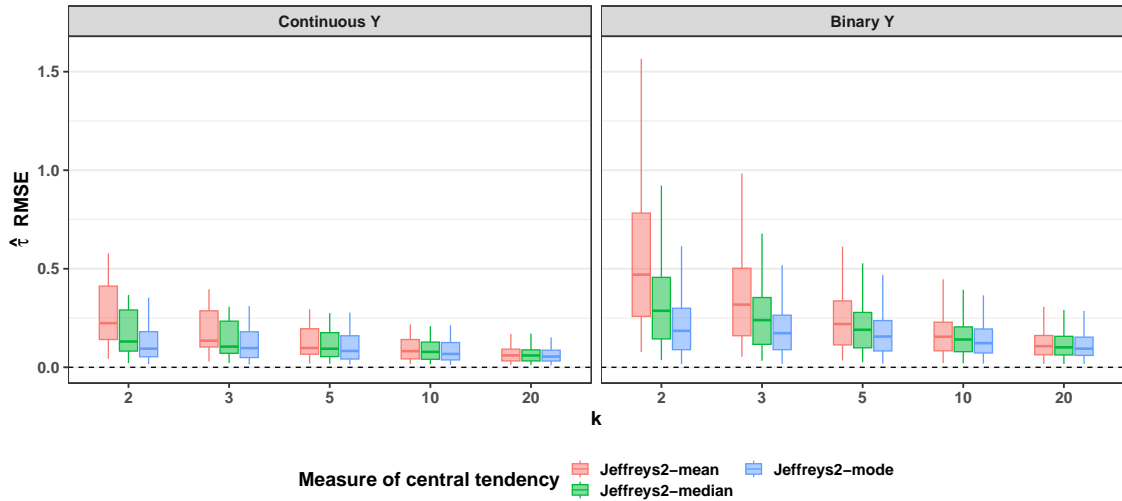 Continuous Y
Binary Y
τ̂ RMSE
1.5
1.0
0.5
0.0
2 3 5 10 20
2 3 5 10 20
k
Measure of central tendency
Jeffreys2−mean
Jeffreys2−median
Jeffreys2−mode